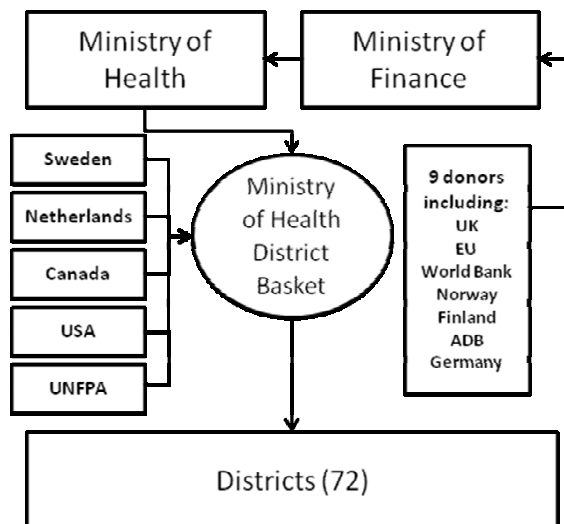 Ministry of
Health
Ministry of
Finance
Sweden
Netherlands
Canada
USA
UNFPA
Ministry
of Health
District
Basket
9 donors
including:
UK
EU
World Bank
Norway
Finland
ADB
Germany
Districts (72)